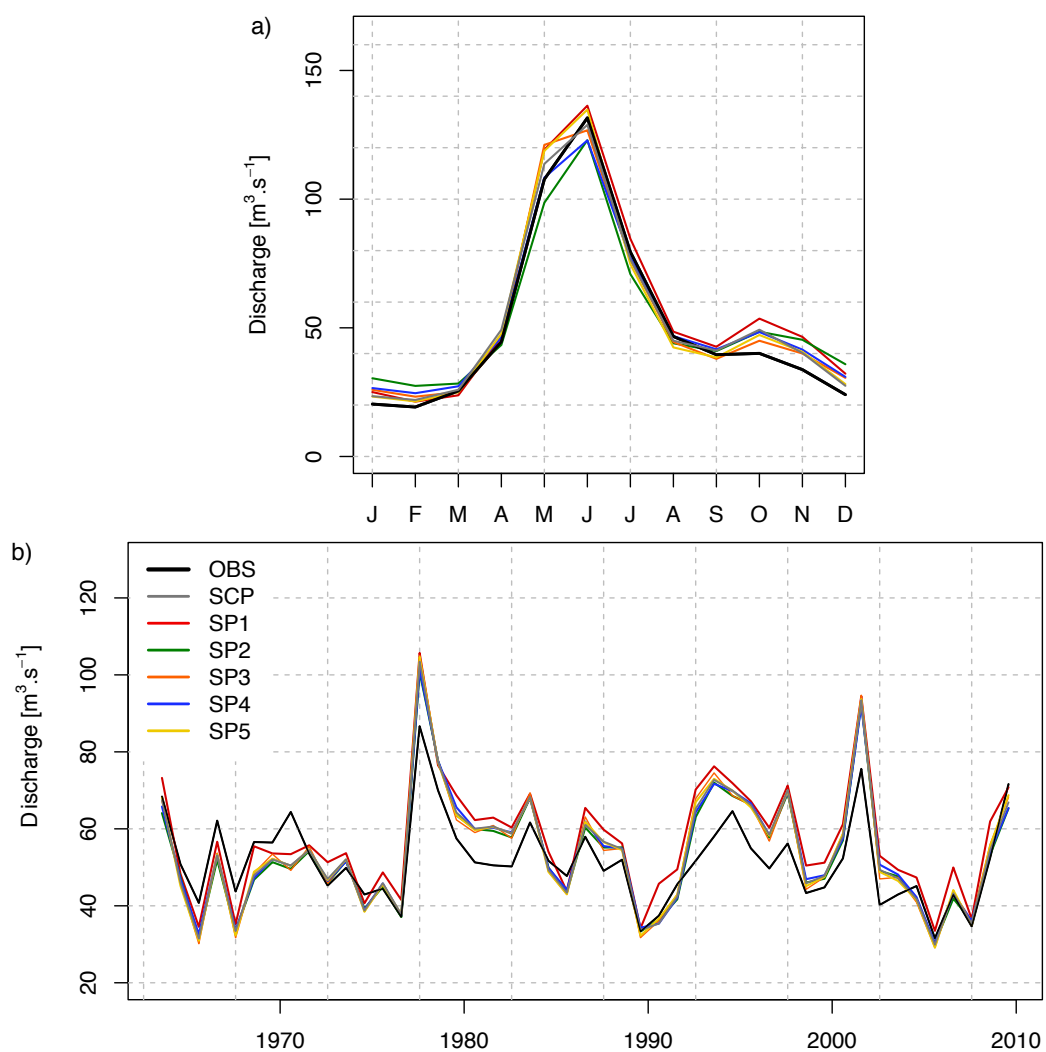 a)
Discharge [m³.s⁻¹]
150
100
50
0
J F M A M J J A S O N D
b)
Discharge [m³.s⁻¹]
120
100
80
60
40
20
OBS
SCP
SP1
SP2
SP3
SP4
SP5
1970 1980 1990 2000 2010